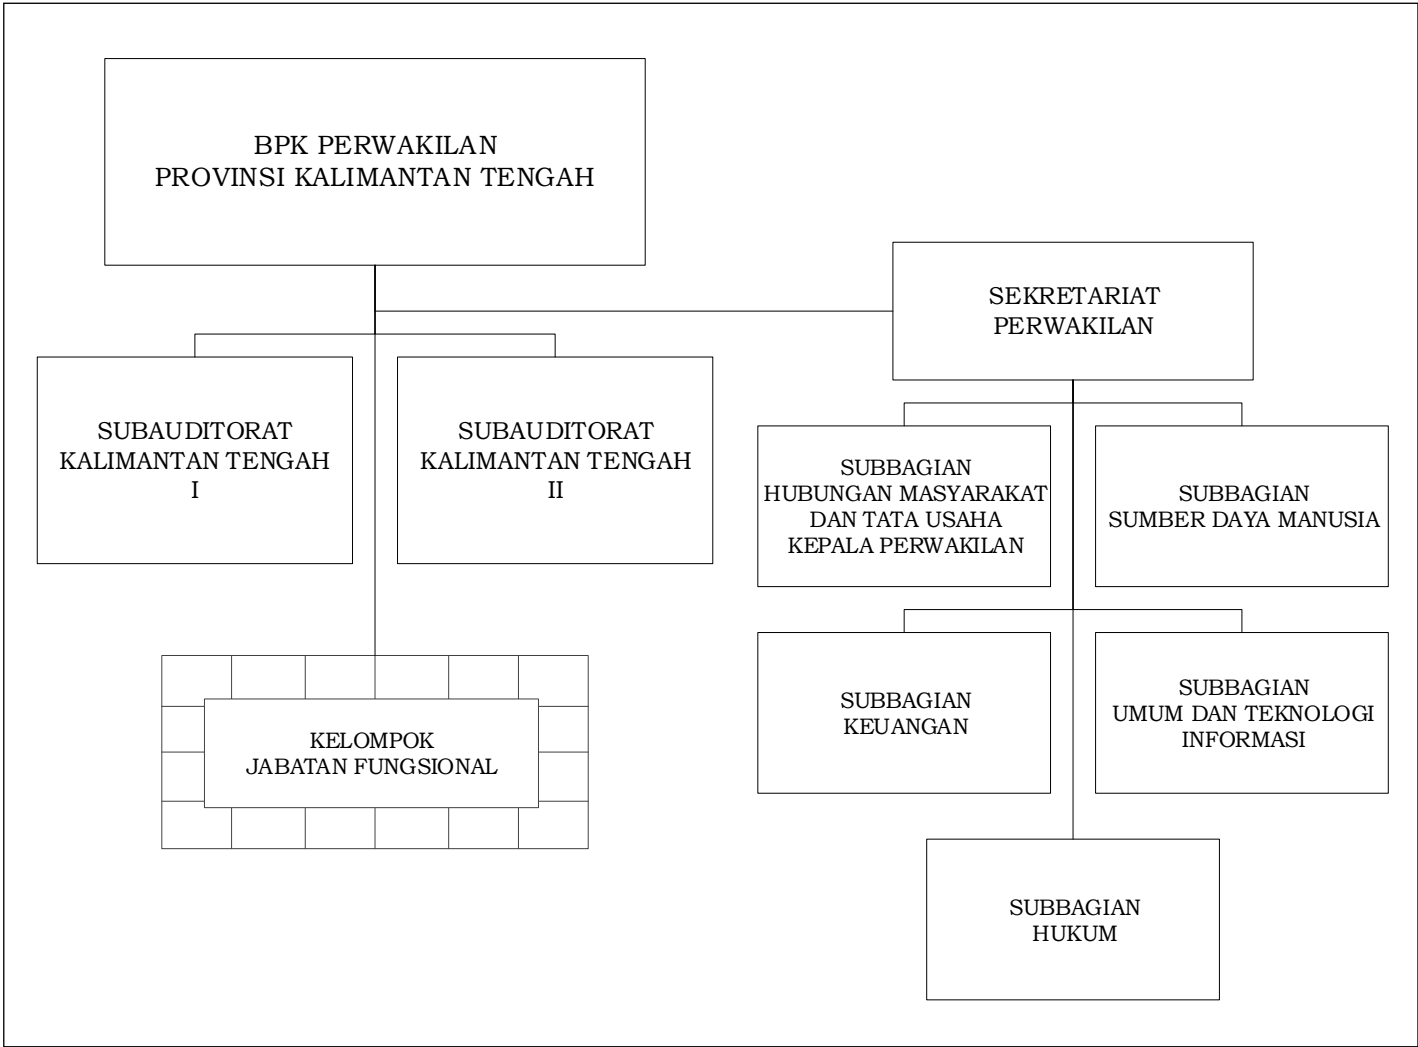 BPK PERWAKILAN
PROVINSI KALIMANTAN TENGAH
SEKRETARIAT
PERWAKILAN
SUBAUDITORAT
KALIMANTAN TENGAH
I
SUBAUDITORAT
KALIMANTAN TENGAH
II
SUBBAGIAN
HUBUNGAN MASYARAKAT
DAN TATA USAHA
KEPALA PERWAKILAN
SUBBAGIAN
SUMBER DAYA MANUSIA
SUBBAGIAN
KEUANGAN
SUBBAGIAN
UMUM DAN TEKNOLOGI
INFORMASI
KELOMPOK
JABATAN FUNGSIONAL
SUBBAGIAN
HUKUM